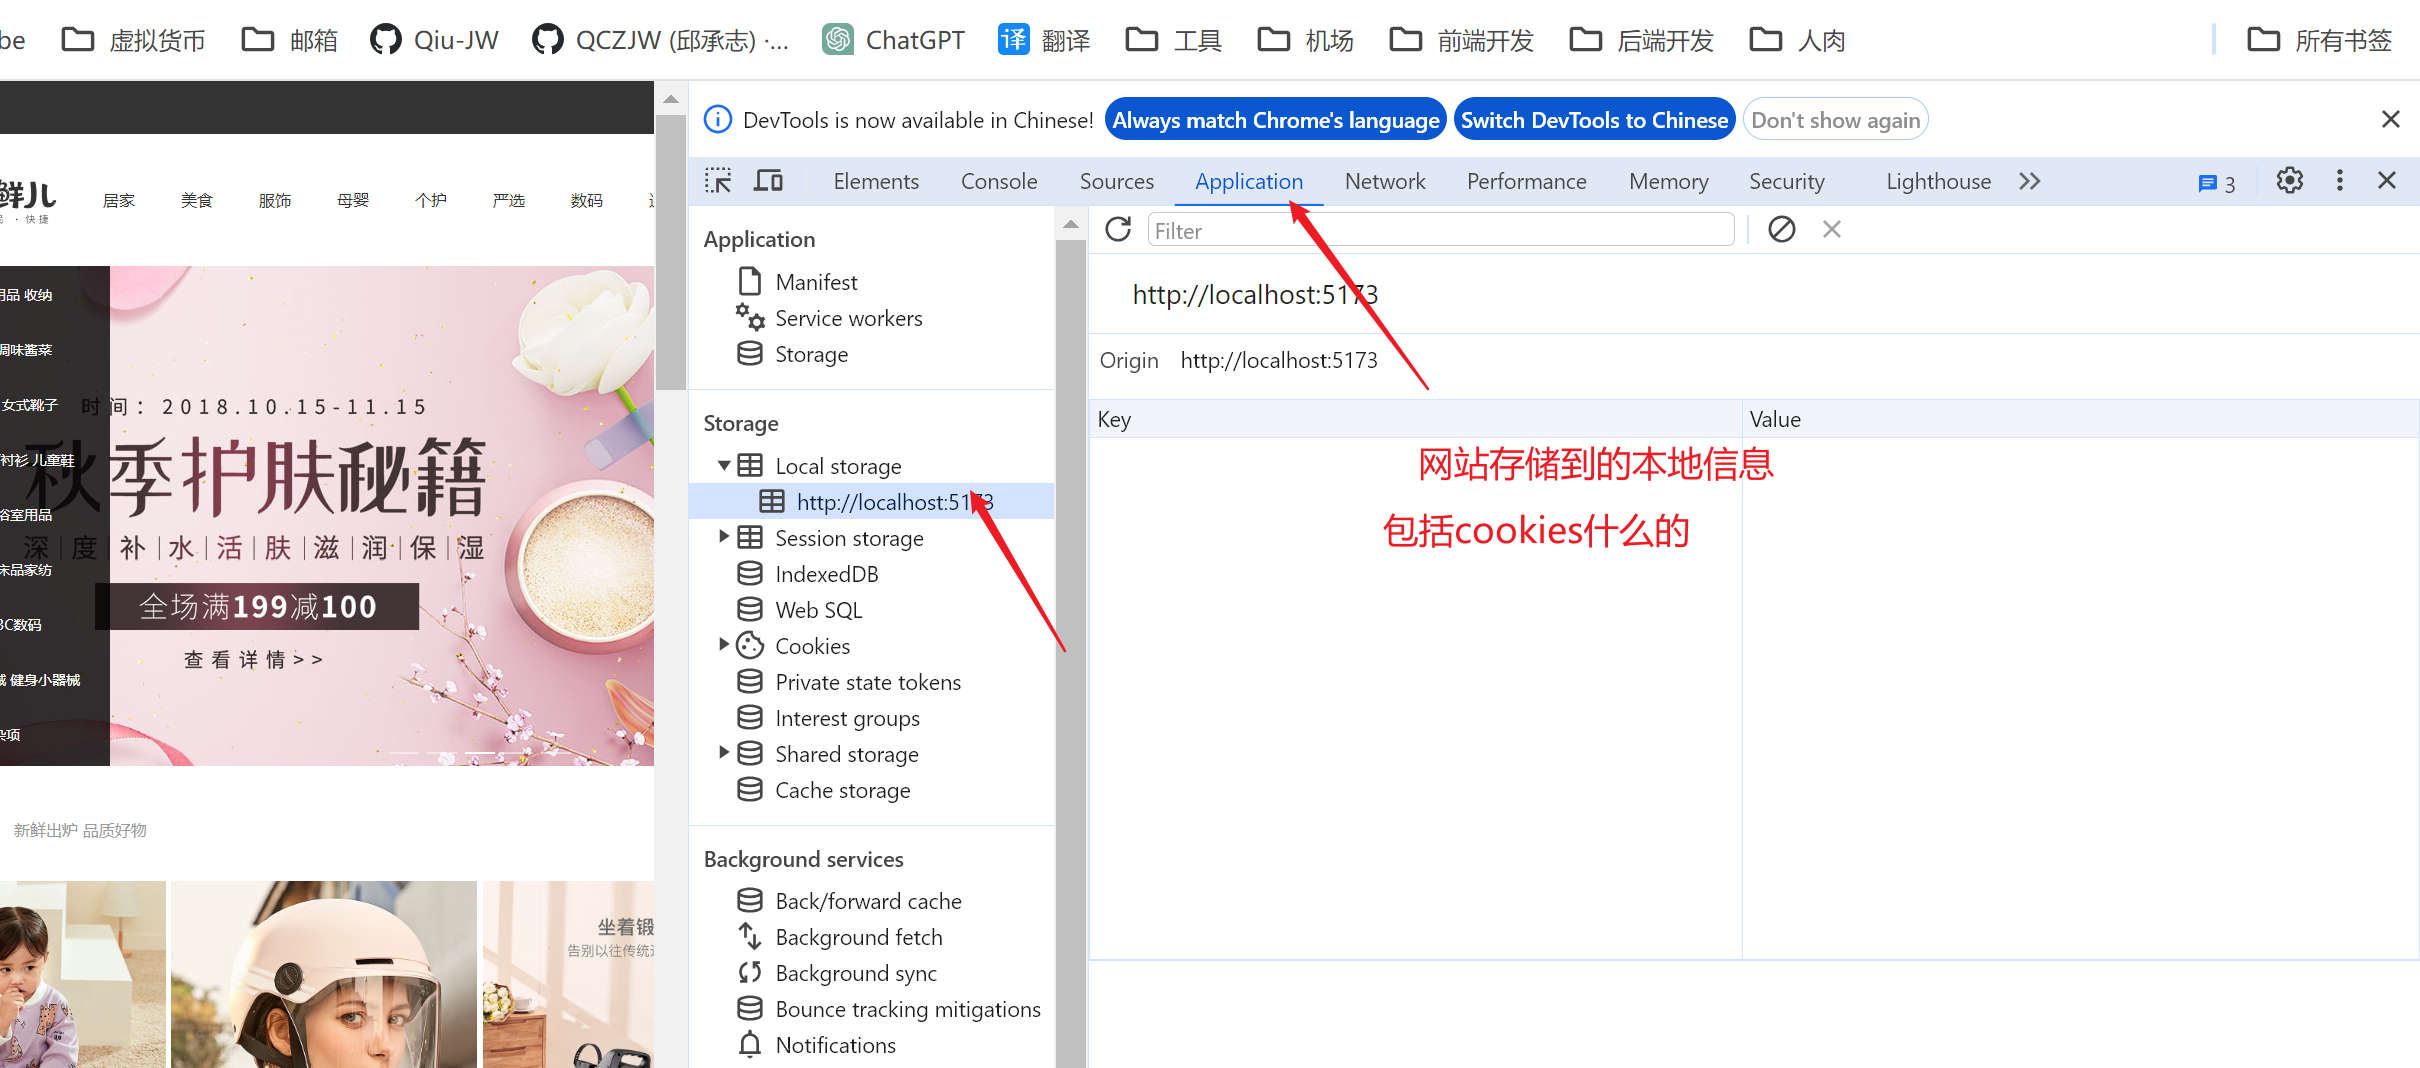 be 虚拟货币 邮箱 Qiu-JW QCZJW (邱承志) ·... ChatGPT 译 翻译 工具 机场 前端开发 后端开发 人肉 所有书签
DevTools is now available in Chinese! Always match Chrome's language Switch DevTools to Chinese Don't show again
Elements Console Sources Application Network Performance Memory Security Lighthouse 3
鲜儿
· 快捷
居家 美食 服饰 母婴 个护 严选 数码
用品 收纳
调味酱菜
女式靴子
衬衫 儿童鞋
浴室用品
床品家纺
3C数码
健身小器械
杂项
时间：2018.10.15-11.15
秋季护肤秘籍
深|度|补|水|活|肤|滋|润|保|湿
全场满199减100
查看详情>>
新鲜出炉 品质好物
坐着锻
告别以往传统
Application
Manifest
Service workers
Storage
Storage
Local storage
http://localhost:5173
Session storage
IndexedDB
Web SQL
Cookies
Private state tokens
Interest groups
Shared storage
Cache storage
Background services
Back/forward cache
Background fetch
Background sync
Bounce tracking mitigations
Notifications
Filter
http://localhost:5173
Origin http://localhost:5173
Key Value
网站存储到的本地信息
包括cookies什么的